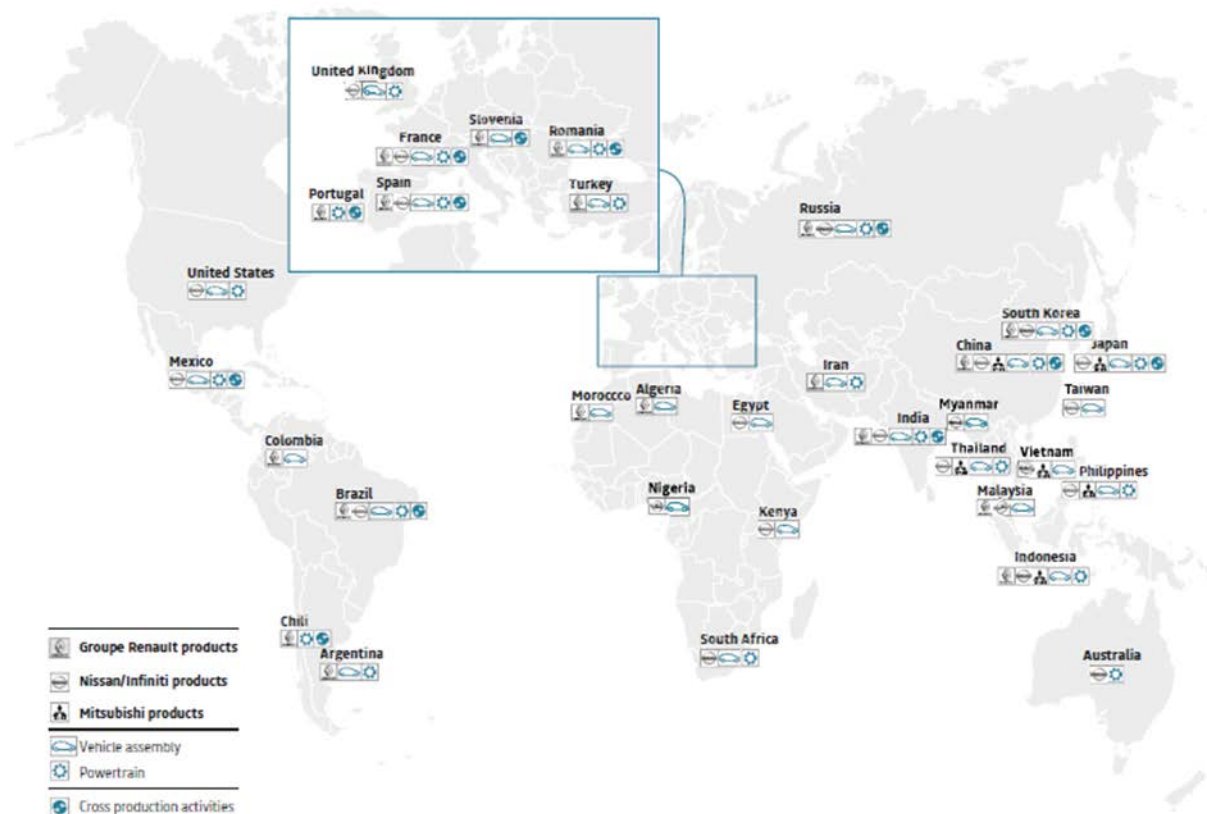 United Kingdom
Slovenia
France
Romania
Portugal
Spain
Turkey
Russia
United States
South Korea
China
Japan
Mexico
Iran
Taiwan
Moroccco
Algeria
Egypt
India
Myanmar
Colombia
Thailand
Vietnam
Philippines
Brazil
Nigeria
Malaysia
Kenya
Indonesia
Chili
Argentina
South Africa
Australia
Groupe Renault products
Nissan/Infiniti products
Mitsubishi products
Vehicle assembly
Powertrain
Cross production activities